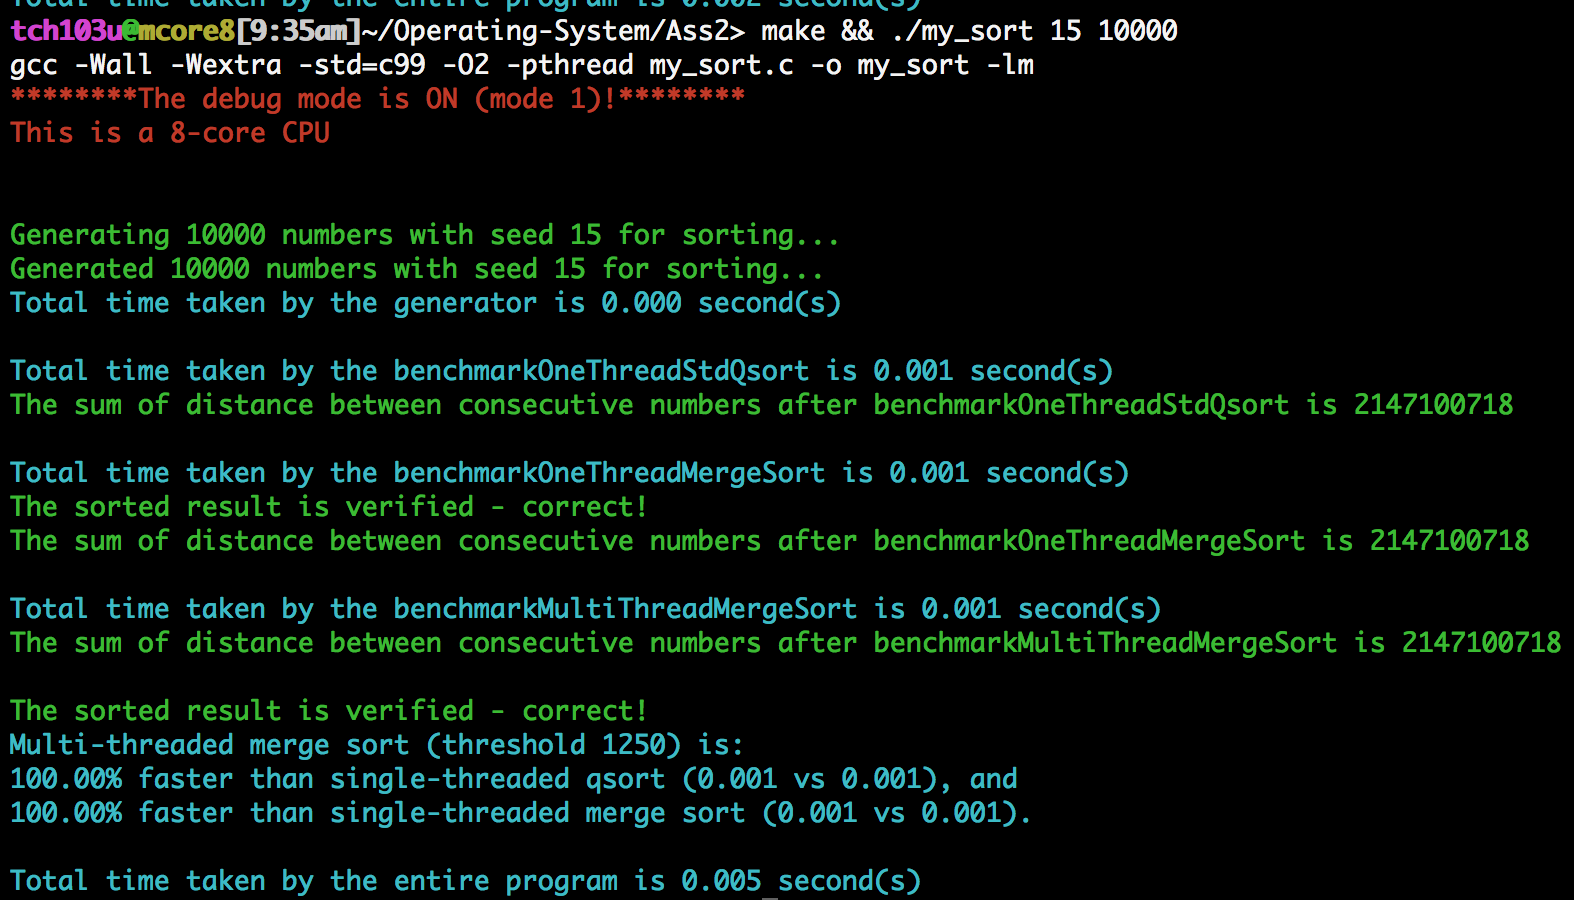 Total time taken by the entire program is 0.002 second(s)
tch103u@mcore8[9:35am]~/Operating-System/Ass2> make && ./my_sort 15 10000
gcc -Wall -Wextra -std=c99 -O2 -pthread my_sort.c -o my_sort -lm
********The debug mode is ON (mode 1)!********
This is a 8-core CPU
Generating 10000 numbers with seed 15 for sorting...
Generated 10000 numbers with seed 15 for sorting...
Total time taken by the generator is 0.000 second(s)
Total time taken by the benchmarkOneThreadStdQsort is 0.001 second(s)
The sum of distance between consecutive numbers after benchmarkOneThreadStdQsort is 2147100718
Total time taken by the benchmarkOneThreadMergeSort is 0.001 second(s)
The sorted result is verified - correct!
The sum of distance between consecutive numbers after benchmarkOneThreadMergeSort is 2147100718
Total time taken by the benchmarkMultiThreadMergeSort is 0.001 second(s)
The sum of distance between consecutive numbers after benchmarkMultiThreadMergeSort is 2147100718
The sorted result is verified - correct!
Multi-threaded merge sort (threshold 1250) is:
100.00% faster than single-threaded qsort (0.001 vs 0.001), and
100.00% faster than single-threaded merge sort (0.001 vs 0.001).
Total time taken by the entire program is 0.005 second(s)